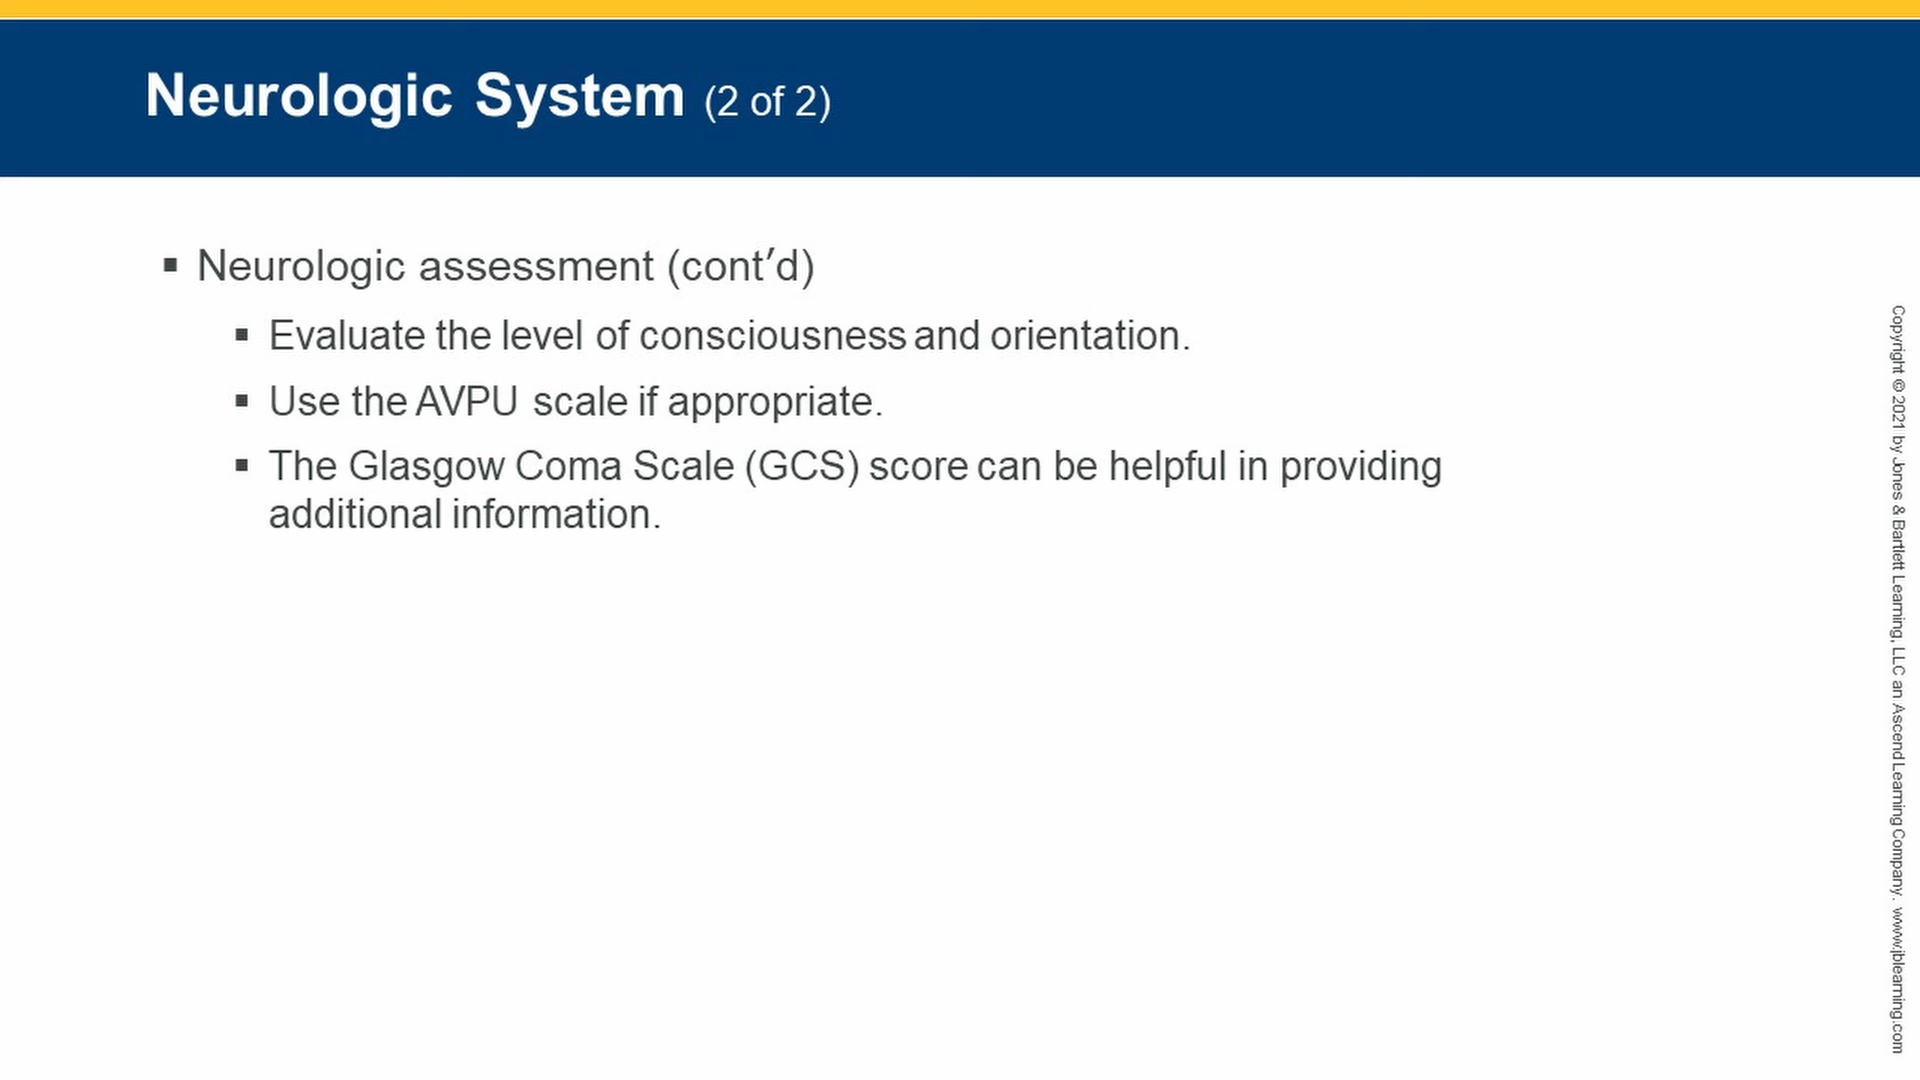 Neurologic System (2 of 2)
▪ Neurologic assessment (cont’d)
▪ Evaluate the level of consciousness and orientation.
▪ Use the AVPU scale if appropriate.
▪ The Glasgow Coma Scale (GCS) score can be helpful in providing
additional information.
Copyright © 2021 by Jones & Bartlett Learning, LLC an Ascend Learning Company. www.jblearning.com